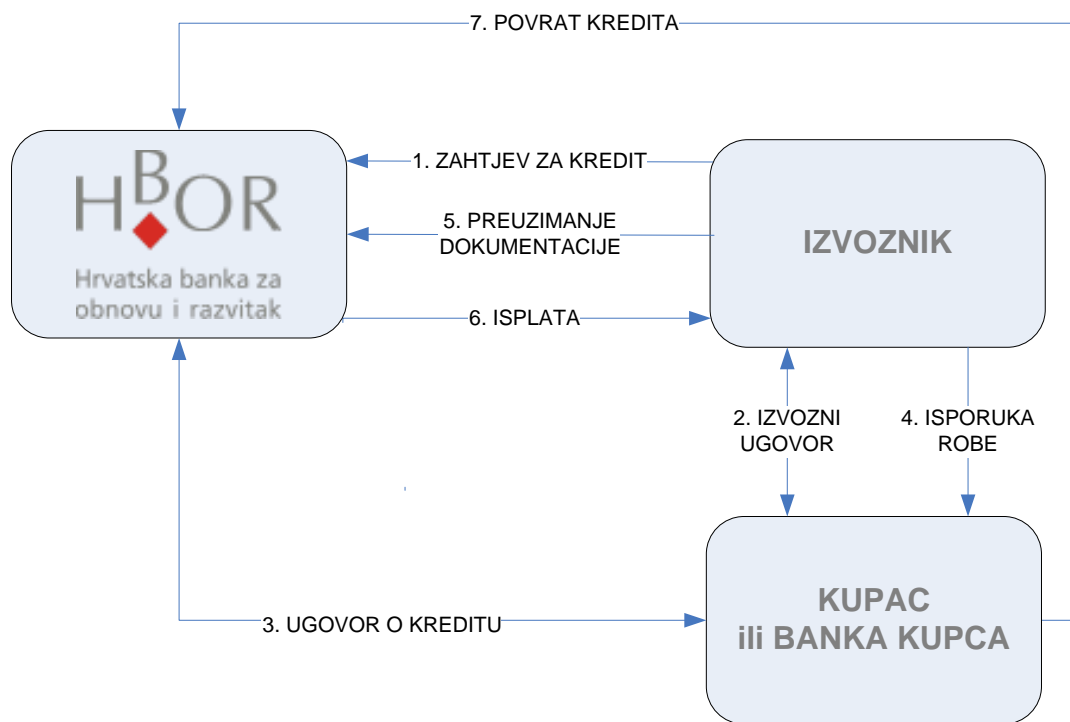 7. POVRAT KREDITA
HBOR
Hrvatska banka za
obnovu i razvitak
1. ZAHTJEV ZA KREDIT
5. PREUZIMANJE
DOKUMENTACIJE
6. ISPLATA
IZVOZNIK
2. IZVOZNI
UGOVOR
4. ISPORUKA
ROBE
3. UGOVOR O KREDITU
KUPAC
ili BANKA KUPCA